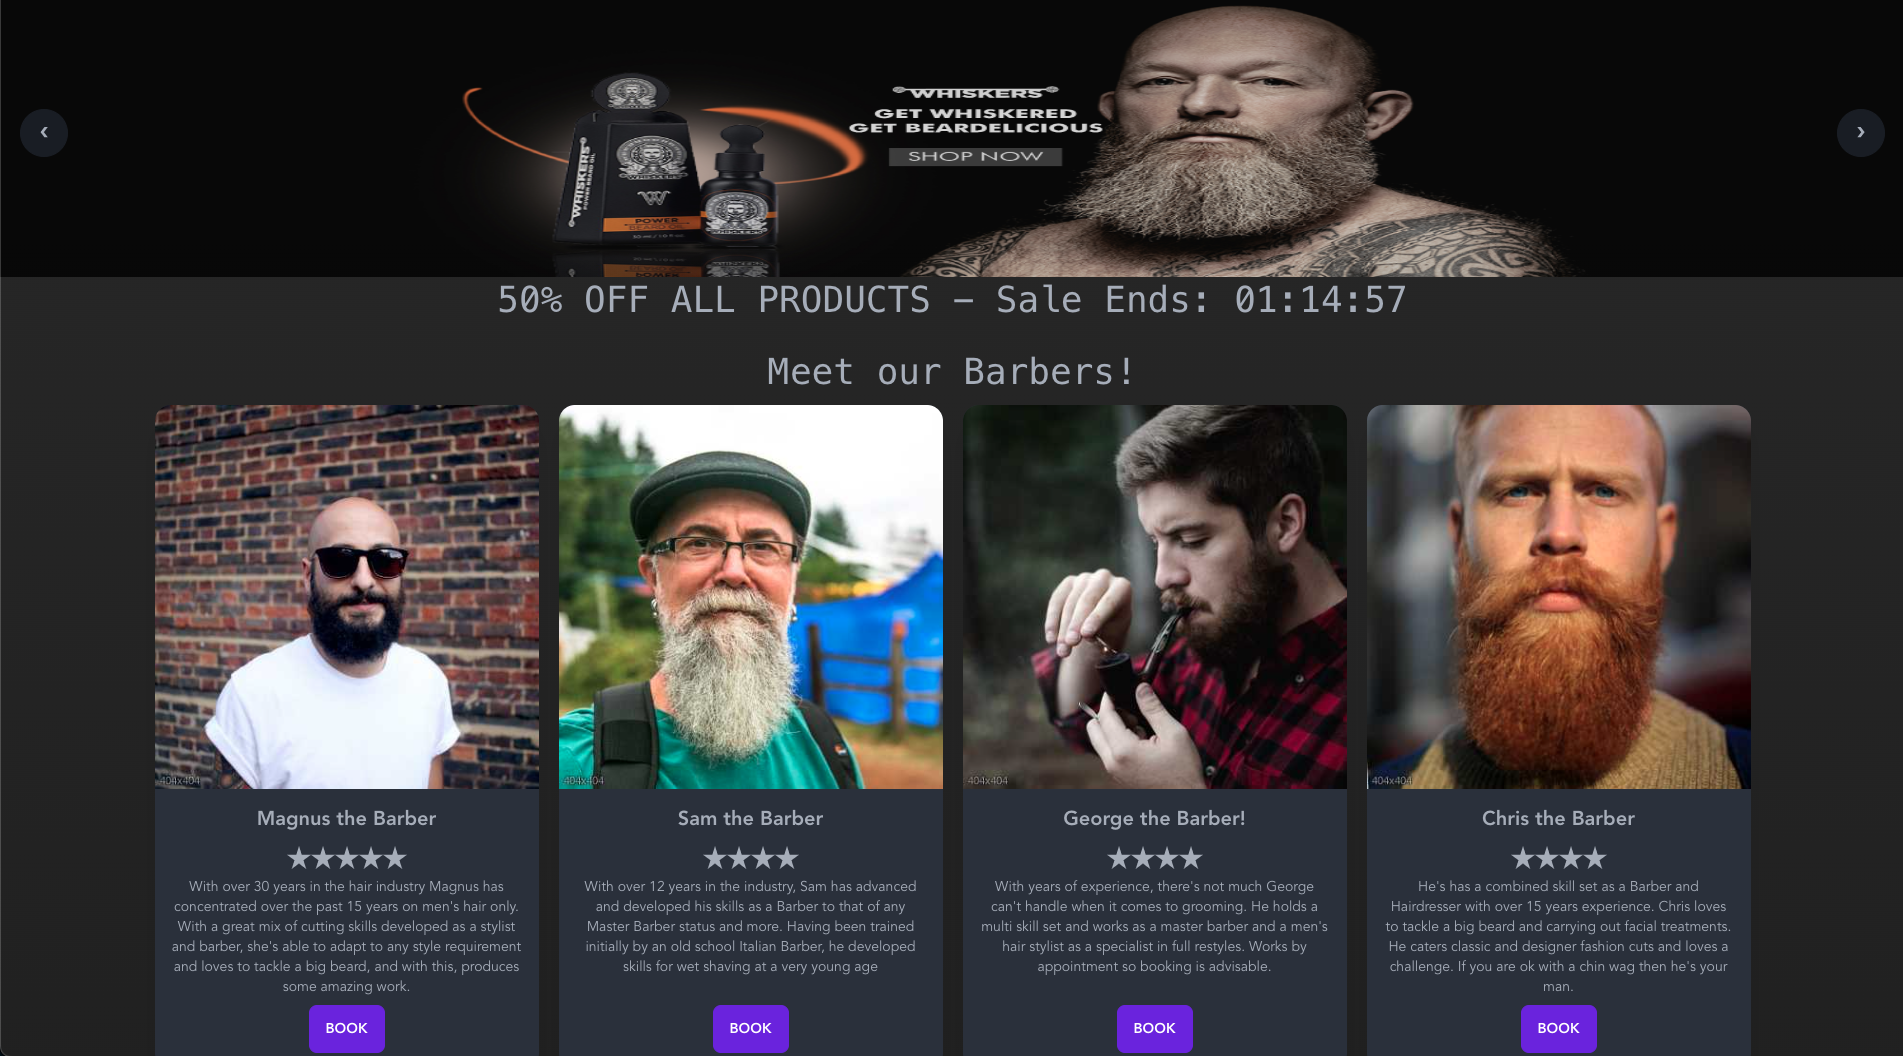 WHISKERS
GET WHISKERED
GET BEARDELICIOUS
SHOP NOW
WHISKERS
POWER BEARD OIL
WHISKERS
POWER
BEARD OIL
WHISKERS
‹
›
50% OFF ALL PRODUCTS – Sale Ends: 01:14:57
Meet our Barbers!
404x404
404x404
404x404
404x404
Magnus the Barber
★★★★★
With over 30 years in the hair industry Magnus has
concentrated over the past 15 years on men's hair only.
With a great mix of cutting skills developed as a stylist
and barber, she's able to adapt to any style requirement
and loves to tackle a big beard, and with this, produces
some amazing work.
BOOK
Sam the Barber
★★★★
With over 12 years in the industry, Sam has advanced
and developed his skills as a Barber to that of any
Master Barber status and more. Having been trained
initially by an old school Italian Barber, he developed
skills for wet shaving at a very young age
BOOK
George the Barber!
★★★★
With years of experience, there's not much George
can't handle when it comes to grooming. He holds a
multi skill set and works as a master barber and a men's
hair stylist as a specialist in full restyles. Works by
appointment so booking is advisable.
BOOK
Chris the Barber
★★★★
He's has a combined skill set as a Barber and
Hairdresser with over 15 years experience. Chris loves
to tackle a big beard and carrying out facial treatments.
He caters classic and designer fashion cuts and loves a
challenge. If you are ok with a chin wag then he's your
man.
BOOK